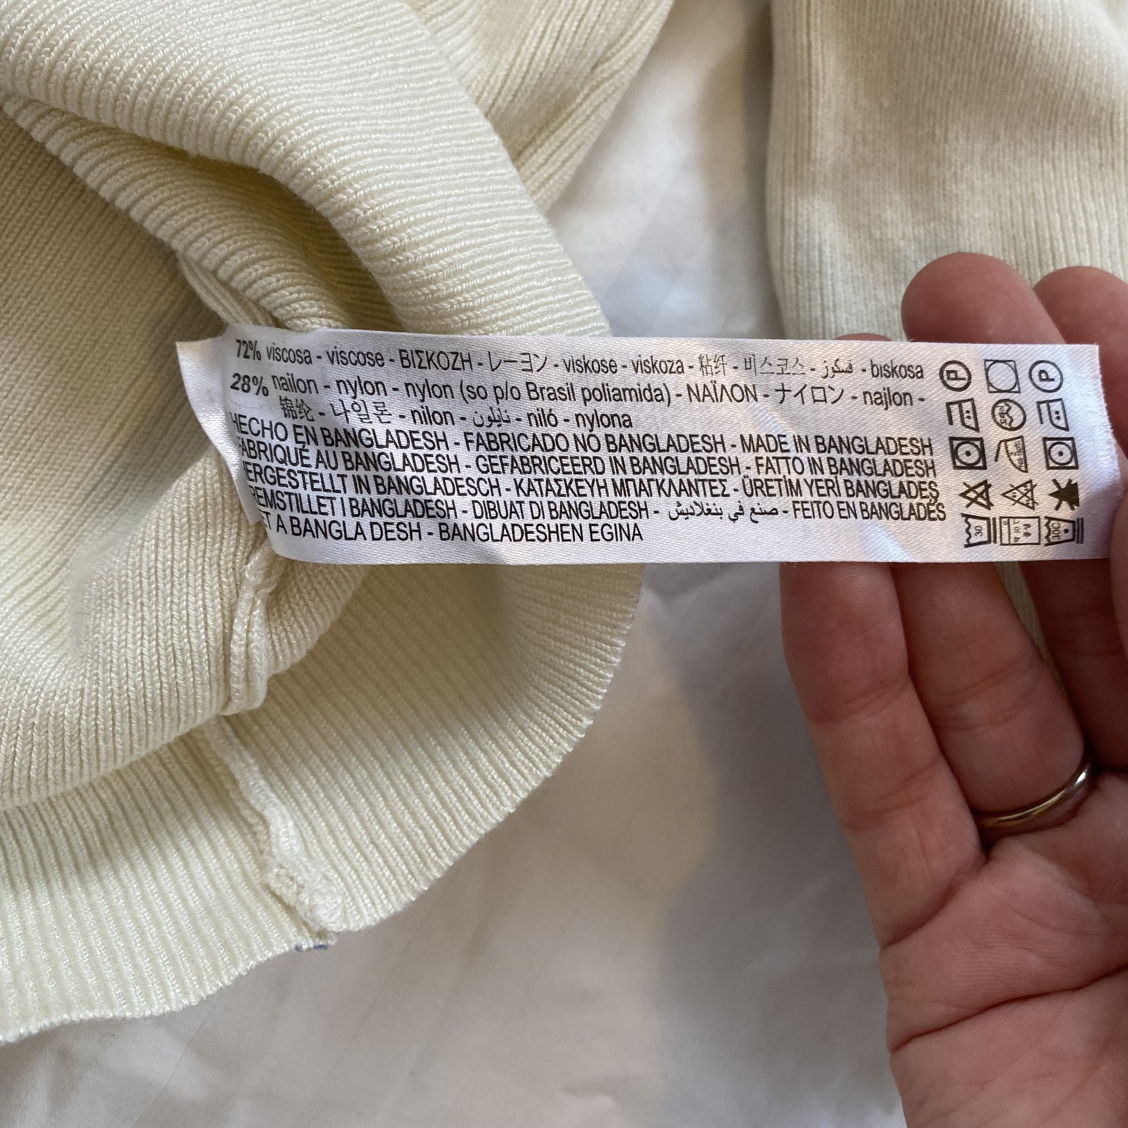 72% viscosa - viscose - ΒΙΣΚΟΖΗ - レーヨン - viskose - viskoza - 粘纤 - 비스코스 - فسكوز - biskosa
28% nailon - nylon - nylon (so p/o Brasil poliamida) - ΝΑΪΛΟΝ - ナイロン - najlon -
锦纶 - 나일론 - nilon - نايلون - niló - nylona
HECHO EN BANGLADESH - FABRICADO NO BANGLADESH - MADE IN BANGLADESH
FABRIQUÉ AU BANGLADESH - GEFABRICEERD IN BANGLADESH - FATTO IN BANGLADESH
HERGESTELLT IN BANGLADESCH - ΚΑΤΑΣΚΕΥΗ ΜΠΑΓΚΛΑΝΤΕΣ - ÜRETİM YERİ BANGLADEŞ
REMSTILLET I BANGLADESH - DIBUAT DI BANGLADESH - صنع في بنغلاديش - FEITO EN BANGLADÉS
ET A BANGLA DESH - BANGLADESHEN EGINA